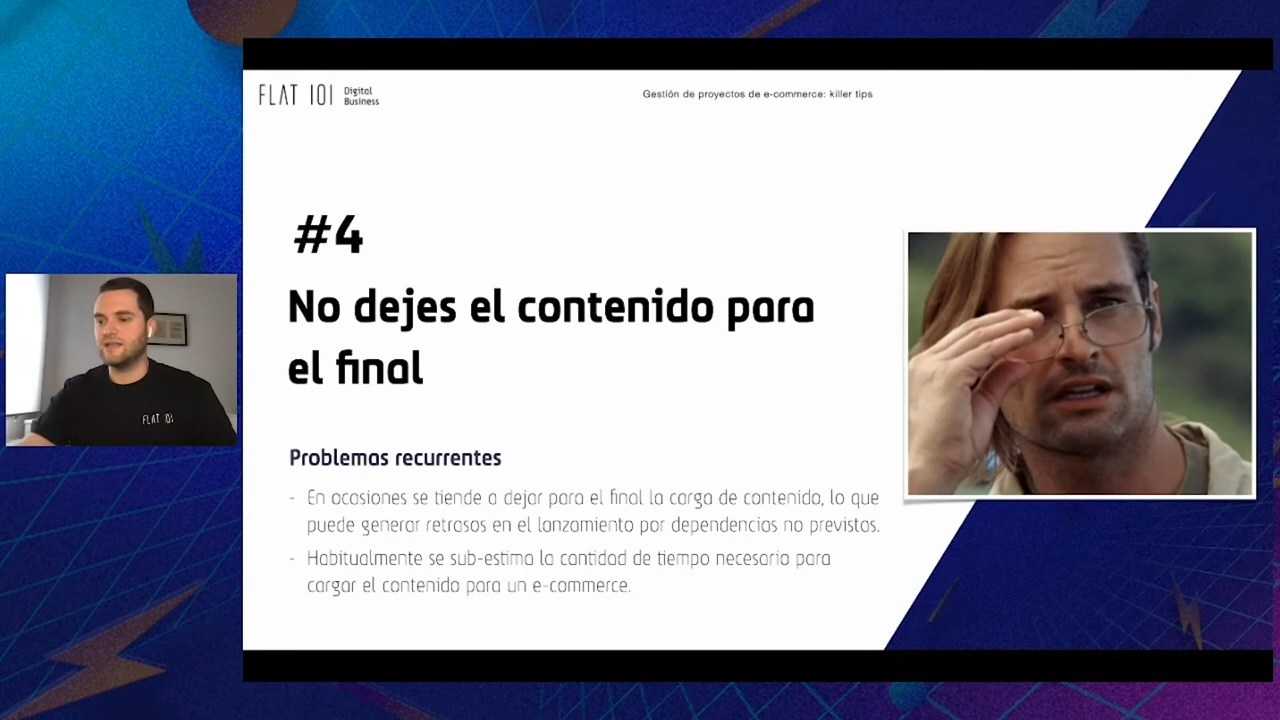 FLAT 101 Digital
Business
Gestión de proyectos de e-commerce: killer tips
#4
No dejes el contenido para
el final
Problemas recurrentes
- En ocasiones se tiende a dejar para el final la carga de contenido, lo que
puede generar retrasos en el lanzamiento por dependencias no previstas.
- Habitualmente se sub-estima la cantidad de tiempo necesario para
cargar el contenido para un e-commerce.
FLAT 101